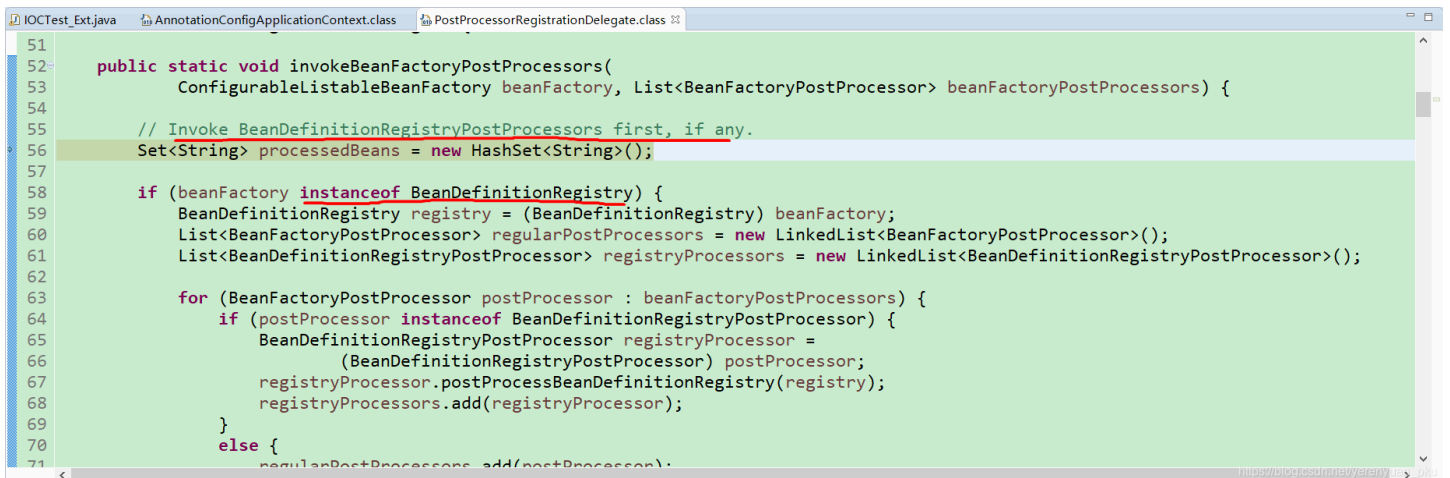 IOCTest_Ext.java AnnotationConfigApplicationContext.class PostProcessorRegistrationDelegate.class
51
52 public static void invokeBeanFactoryPostProcessors(
53 ConfigurableListableBeanFactory beanFactory, List<BeanFactoryPostProcessor> beanFactoryPostProcessors) {
54
55 // Invoke BeanDefinitionRegistryPostProcessors first, if any.
56 Set<String> processedBeans = new HashSet<String>();
57
58 if (beanFactory instanceof BeanDefinitionRegistry) {
59 BeanDefinitionRegistry registry = (BeanDefinitionRegistry) beanFactory;
60 List<BeanFactoryPostProcessor> regularPostProcessors = new LinkedList<BeanFactoryPostProcessor>();
61 List<BeanDefinitionRegistryPostProcessor> registryProcessors = new LinkedList<BeanDefinitionRegistryPostProcessor>();
62
63 for (BeanFactoryPostProcessor postProcessor : beanFactoryPostProcessors) {
64 if (postProcessor instanceof BeanDefinitionRegistryPostProcessor) {
65 BeanDefinitionRegistryPostProcessor registryProcessor =
66 (BeanDefinitionRegistryPostProcessor) postProcessor;
67 registryProcessor.postProcessBeanDefinitionRegistry(registry);
68 registryProcessors.add(registryProcessor);
69 }
70 else {
71 regularPostProcessors.add(postProcessor);